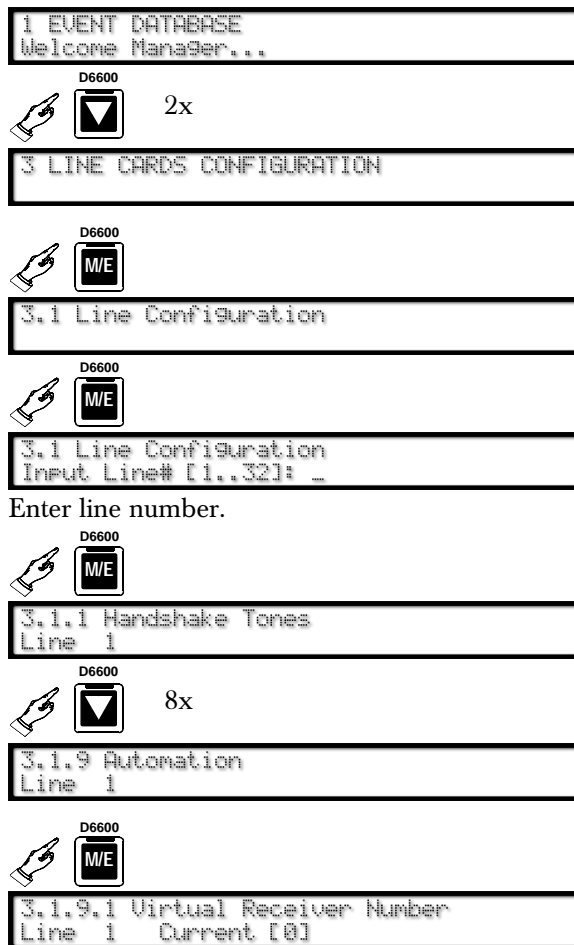 1 EVENT DATABASE
Welcome Manager...
D6600
2x
3 LINE CARDS CONFIGURATION
D6600
M/E
3.1 Line Configuration
D6600
M/E
3.1 Line Configuration
Input Line# [1..32]: _
Enter line number.
D6600
M/E
3.1.1 Handshake Tones
Line 1
D6600
8x
3.1.9 Automation
Line 1
D6600
M/E
3.1.9.1 Virtual Receiver Number
Line 1 Current [0]